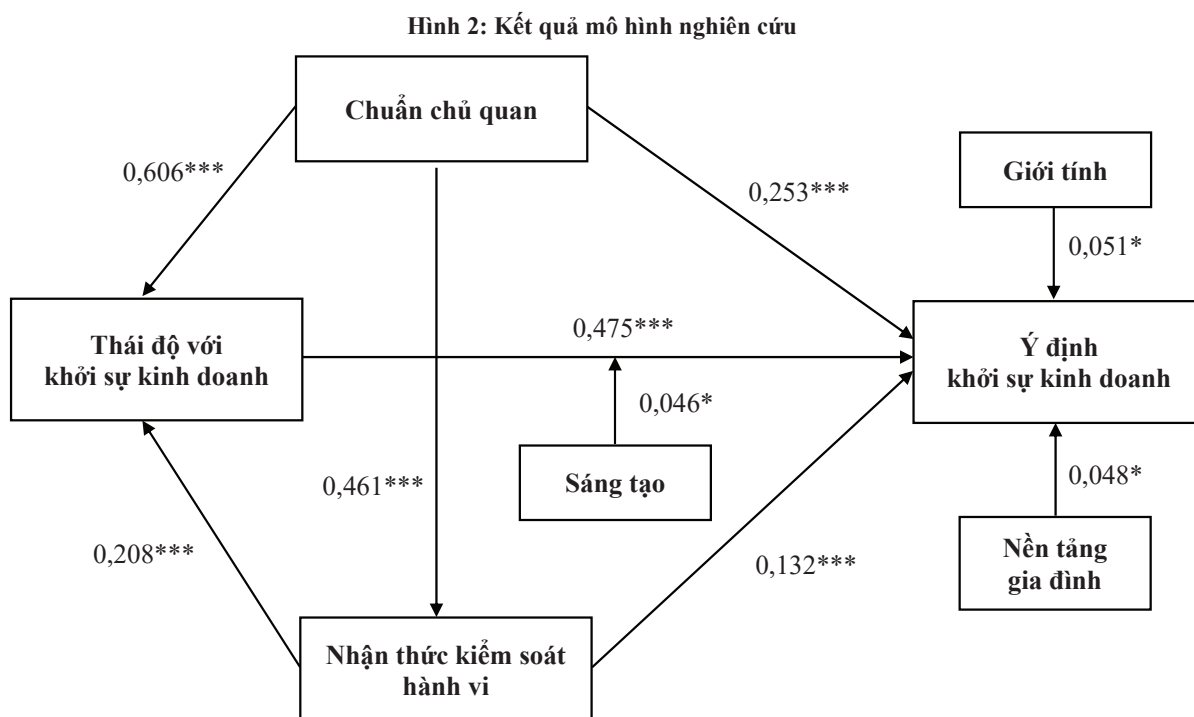 Hình 2: Kết quả mô hình nghiên cứu
Chuẩn chủ quan
Giới tính
0,606***
0,253***
0,051*
Thái độ với
khởi sự kinh doanh
0,475***
Ý định
khởi sự kinh doanh
0,046*
Sáng tạo
0,461***
0,048*
0,208***
0,132***
Nền tảng
gia đình
Nhận thức kiểm soát
hành vi